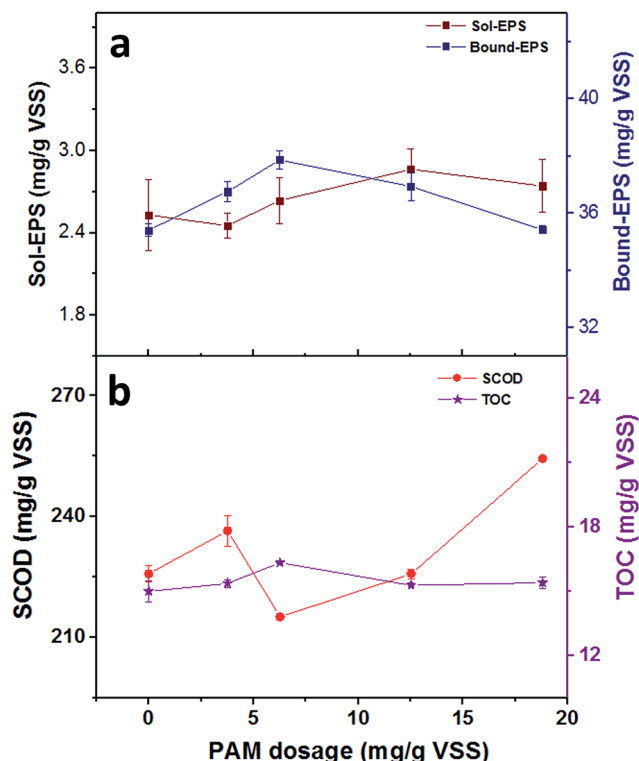 a
Sol-EPS
Bound-EPS
3.6
3.0
2.4
1.8
Sol-EPS (mg/g VSS)
40
36
32
Bound-EPS (mg/g VSS)
b
SCOD
TOC
270
240
210
SCOD (mg/g VSS)
24
21
18
15
12
TOC (mg/g VSS)
0 5 10 15 20
PAM dosage (mg/g VSS)